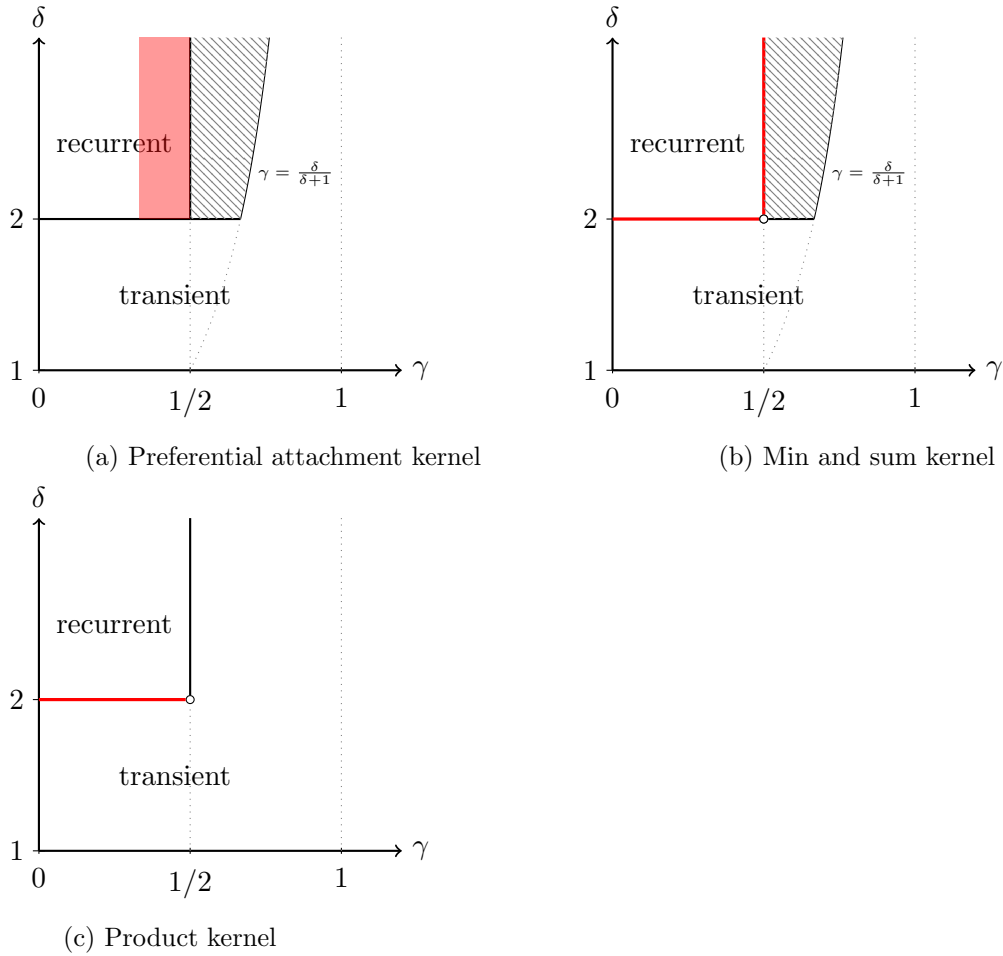 δ
δ
recurrent
recurrent
γ = δ/(δ+1)
γ = δ/(δ+1)
2
2
transient
transient
1
1
γ
γ
0
1/2
1
0
1/2
1
(a) Preferential attachment kernel
(b) Min and sum kernel
δ
recurrent
2
transient
1
γ
0
1/2
1
(c) Product kernel